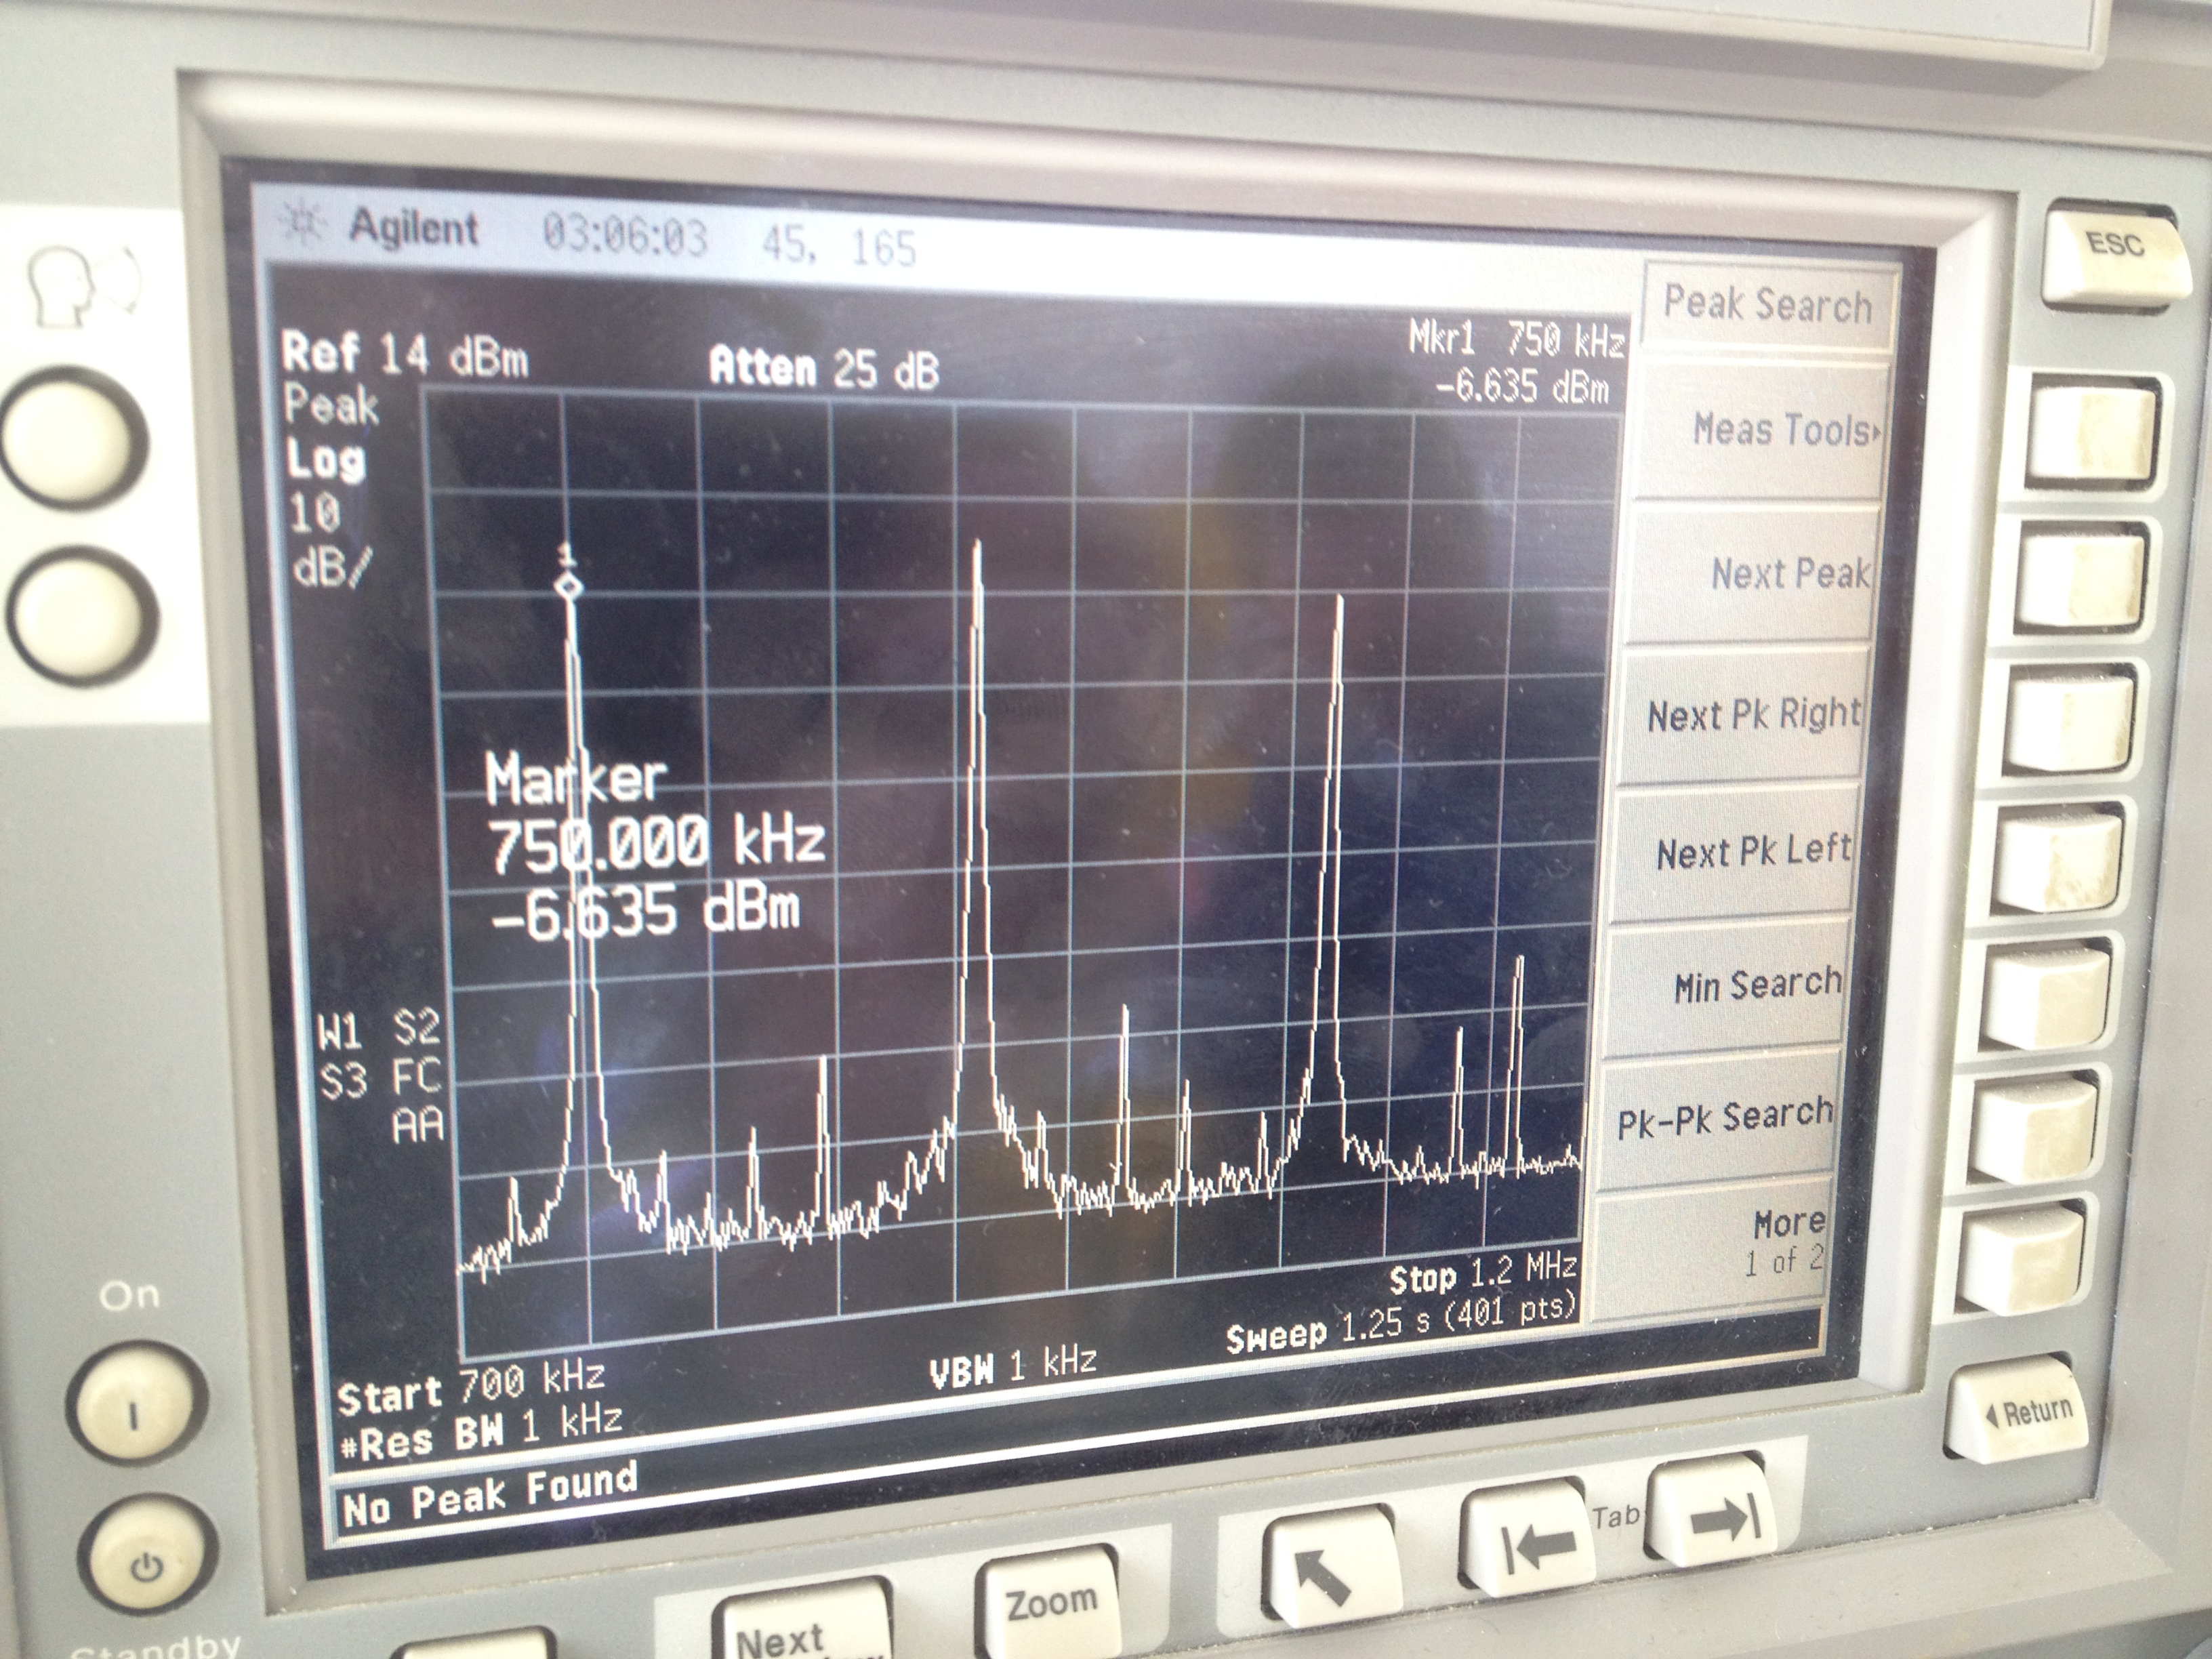 Agilent 03:06:03 45, 165
Peak Search
Mkr1 750 kHz
Ref 14 dBm Atten 25 dB -6.635 dBm
Peak
Log
10
dB/
1
Marker
750.000 kHz
-6.635 dBm
W1 S2
S3 FC
AA
Start 700 kHz Stop 1.2 MHz
#Res BW 1 kHz VBW 1 kHz Sweep 1.25 s (401 pts)
No Peak Found
Meas Tools
Next Peak
Next Pk Right
Next Pk Left
Min Search
Pk-Pk Search
More
1 of 2
ESC
Return
On
Standby
Next
Zoom
Tab